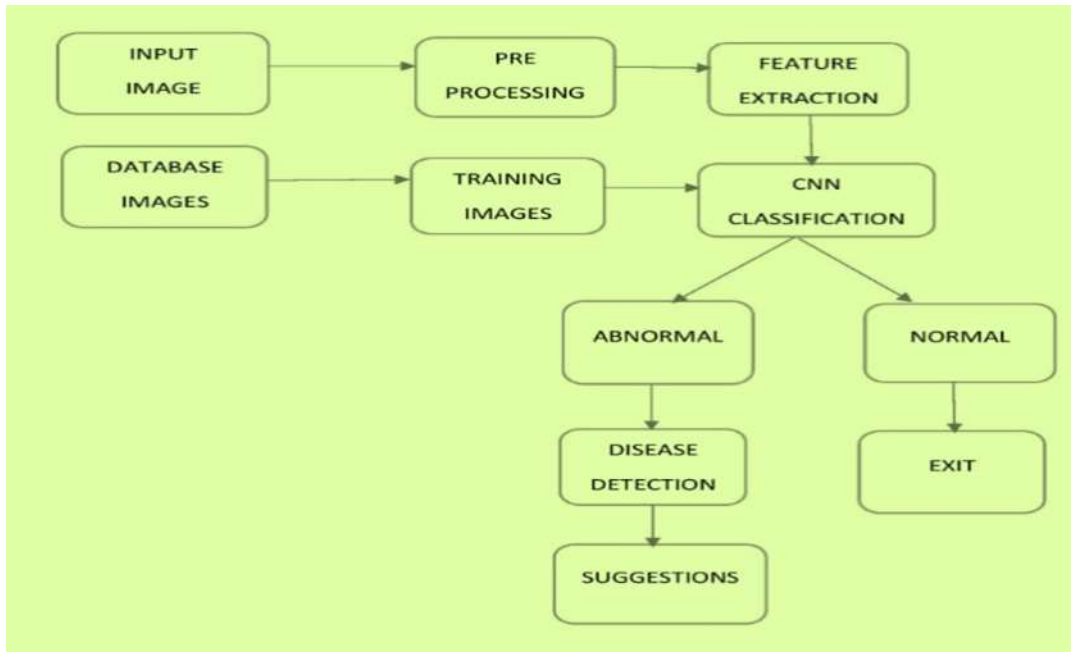 INPUT
IMAGE
PRE
PROCESSING
FEATURE
EXTRACTION
DATABASE
IMAGES
TRAINING
IMAGES
CNN
CLASSIFICATION
ABNORMAL
NORMAL
DISEASE
DETECTION
EXIT
SUGGESTIONS